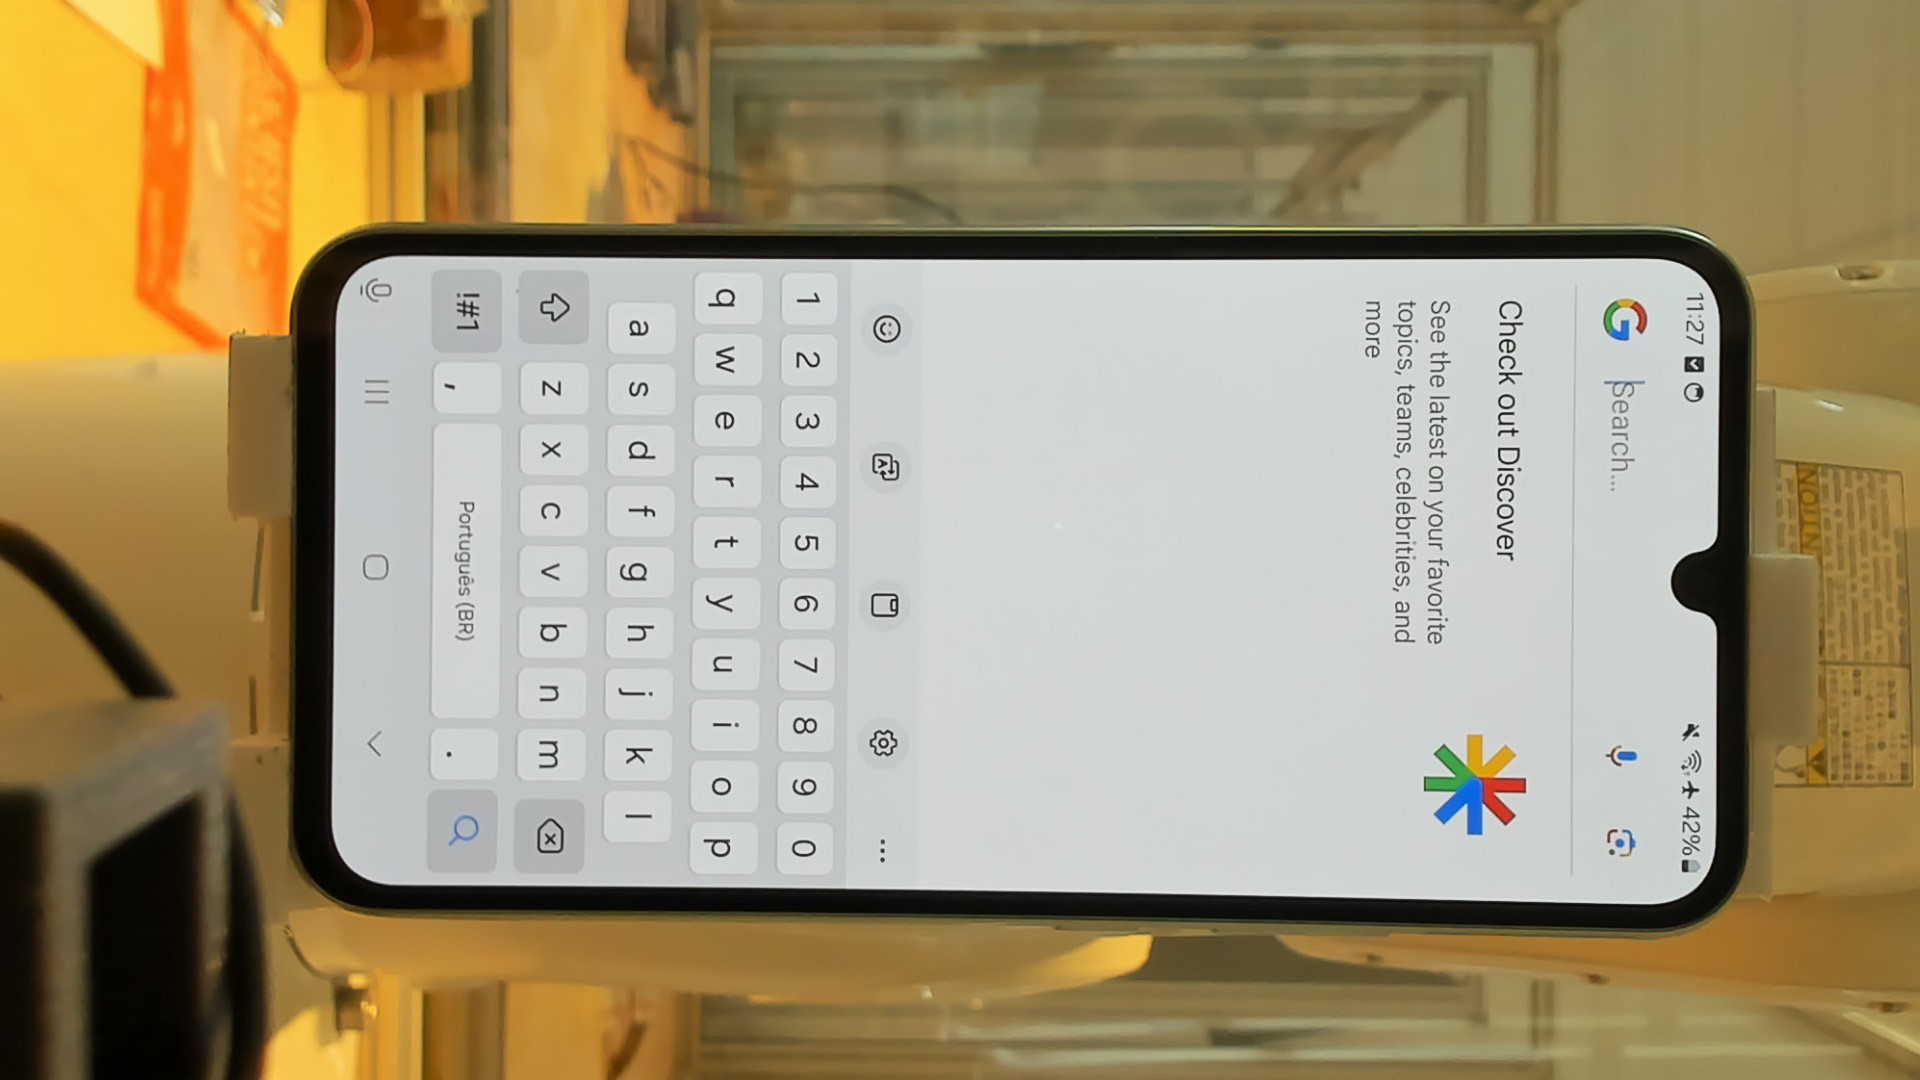 11:27
42%
Search...
Check out Discover
See the latest on your favorite
topics, teams, celebrities, and
more
1 2 3 4 5 6 7 8 9 0
q w e r t y u i o p
a s d f g h j k l
z x c v b n m
!#1 , Português (BR) .